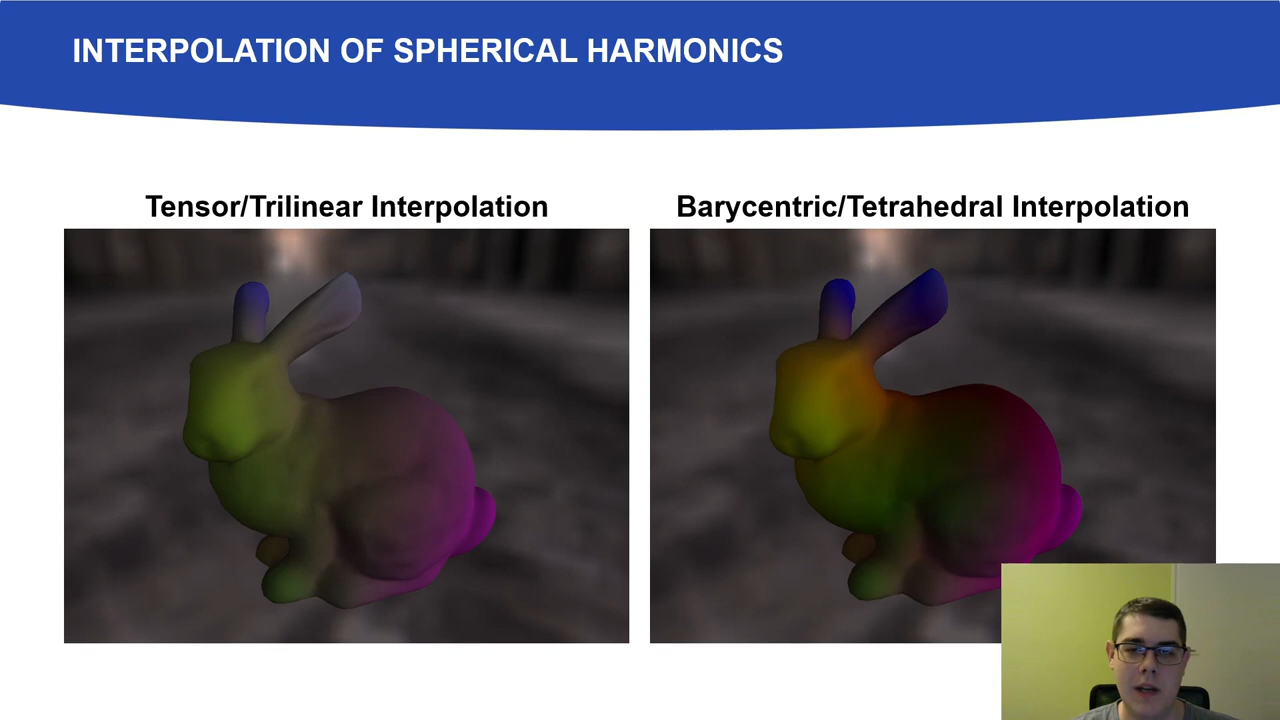 INTERPOLATION OF SPHERICAL HARMONICS
Tensor/Trilinear Interpolation
Barycentric/Tetrahedral Interpolation